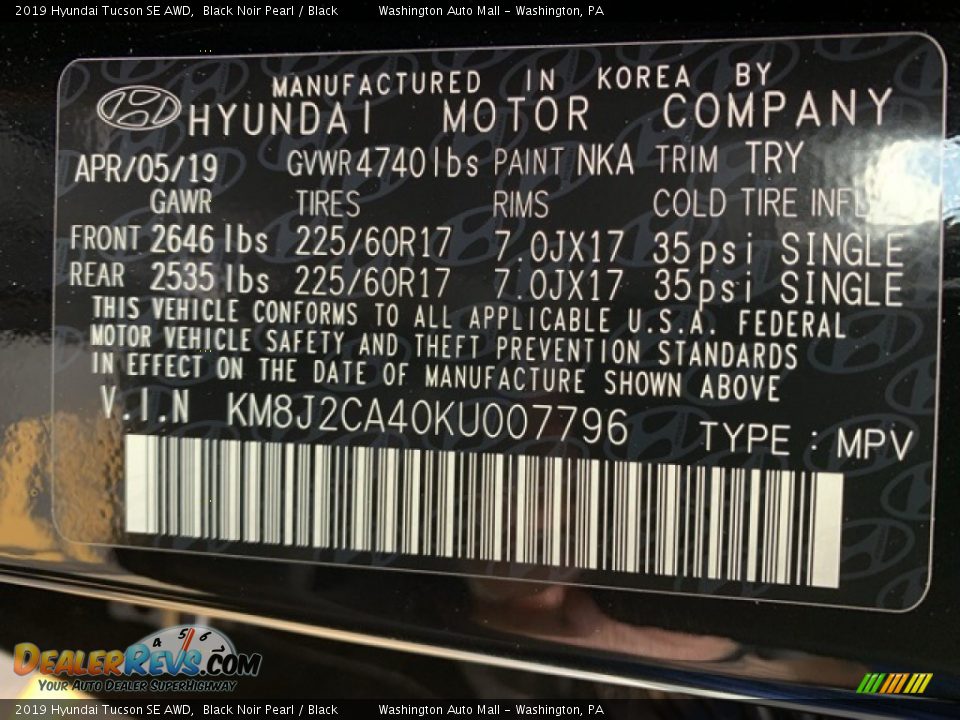 2019 Hyundai Tucson SE AWD, Black Noir Pearl / Black Washington Auto Mall - Washington, PA
MANUFACTURED IN KOREA BY
HYUNDAI MOTOR COMPANY
APR/05/19 GVWR 4740 lbs PAINT NKA TRIM TRY
GAWR TIRES RIMS COLD TIRE INFL
FRONT 2646 lbs 225/60R17 7.0JX17 35psi SINGLE
REAR 2535 lbs 225/60R17 7.0JX17 35psi SINGLE
THIS VEHICLE CONFORMS TO ALL APPLICABLE U.S.A. FEDERAL
MOTOR VEHICLE SAFETY AND THEFT PREVENTION STANDARDS
IN EFFECT ON THE DATE OF MANUFACTURE SHOWN ABOVE
V.I.N KM8J2CA40KU007796 TYPE : MPV
4 5 6
DEALERREVS.COM
YOUR AUTO DEALER SUPERHIGHWAY
2019 Hyundai Tucson SE AWD, Black Noir Pearl / Black Washington Auto Mall - Washington, PA